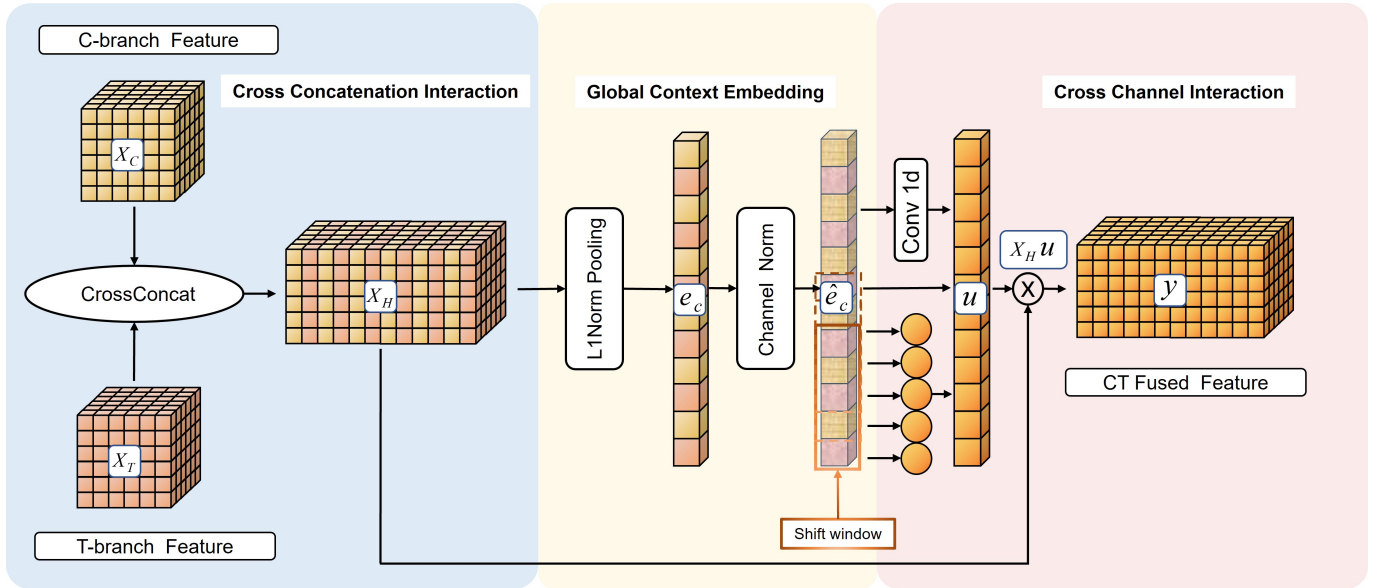 C-branch Feature
Cross Concatenation Interaction
Global Context Embedding
Cross Channel Interaction
X_C
CrossConcat
X_H
X_T
T-branch Feature
L1Norm Pooling
e_c
Channel Norm
ê_c
Conv 1d
u
X_H u
X
y
CT Fused Feature
Shift window